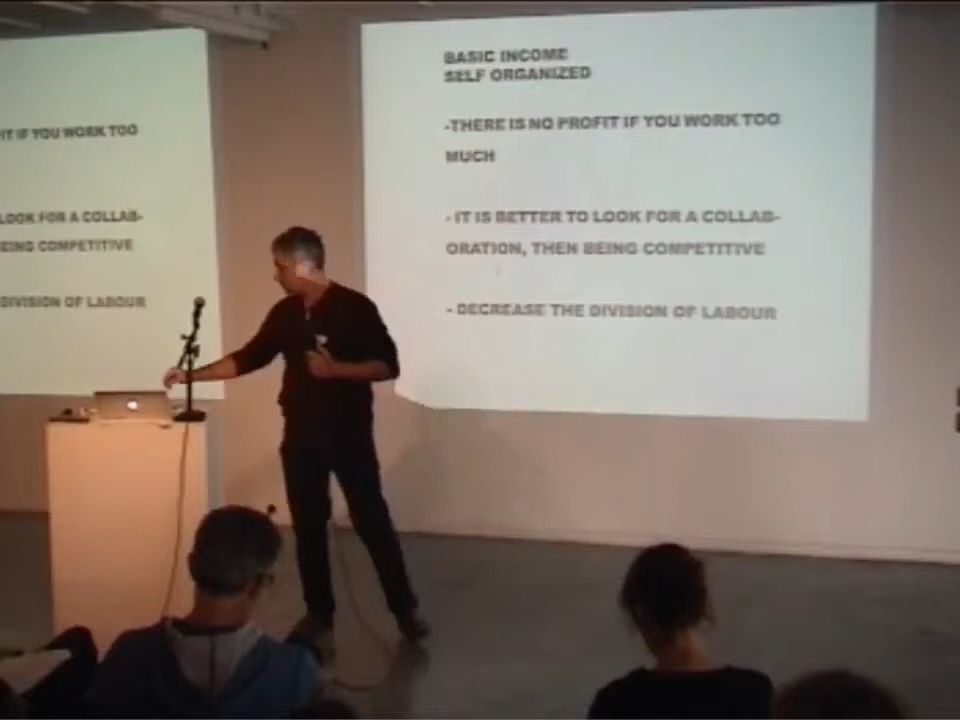 IT IF YOU WORK TOO
LOOK FOR A COLLAB-
EING COMPETITIVE
DIVISION OF LABOUR
BASIC INCOME
SELF ORGANIZED
-THERE IS NO PROFIT IF YOU WORK TOO
MUCH
- IT IS BETTER TO LOOK FOR A COLLAB-
ORATION, THEN BEING COMPETITIVE
- DECREASE THE DIVISION OF LABOUR